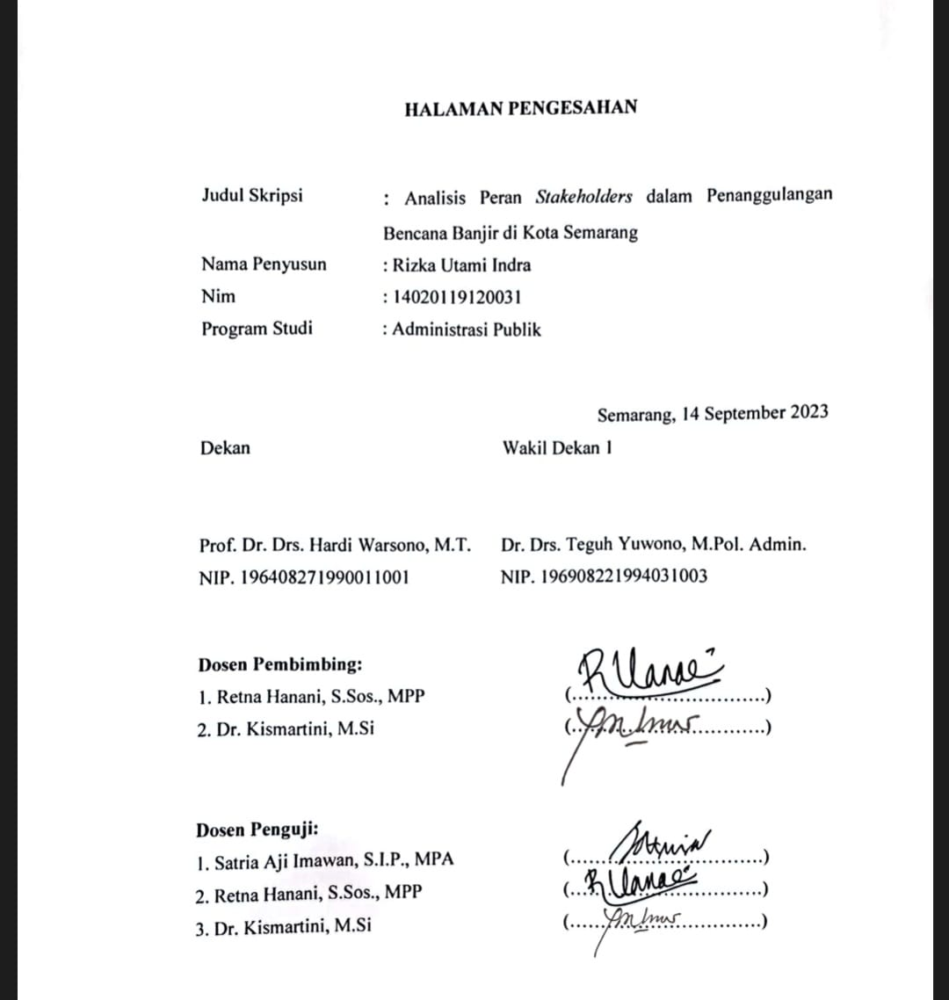 HALAMAN PENGESAHAN
Judul Skripsi : Analisis Peran Stakeholders dalam Penanggulangan
Bencana Banjir di Kota Semarang
Nama Penyusun : Rizka Utami Indra
Nim : 14020119120031
Program Studi : Administrasi Publik
Semarang, 14 September 2023
Dekan Wakil Dekan 1
Prof. Dr. Drs. Hardi Warsono, M.T. Dr. Drs. Teguh Yuwono, M.Pol. Admin.
NIP. 196408271990011001 NIP. 196908221994031003
Dosen Pembimbing:
1. Retna Hanani, S.Sos., MPP (..............................)
2. Dr. Kismartini, M.Si (..............................)
Dosen Penguji:
1. Satria Aji Imawan, S.I.P., MPA (..............................)
2. Retna Hanani, S.Sos., MPP (..............................)
3. Dr. Kismartini, M.Si (..............................)